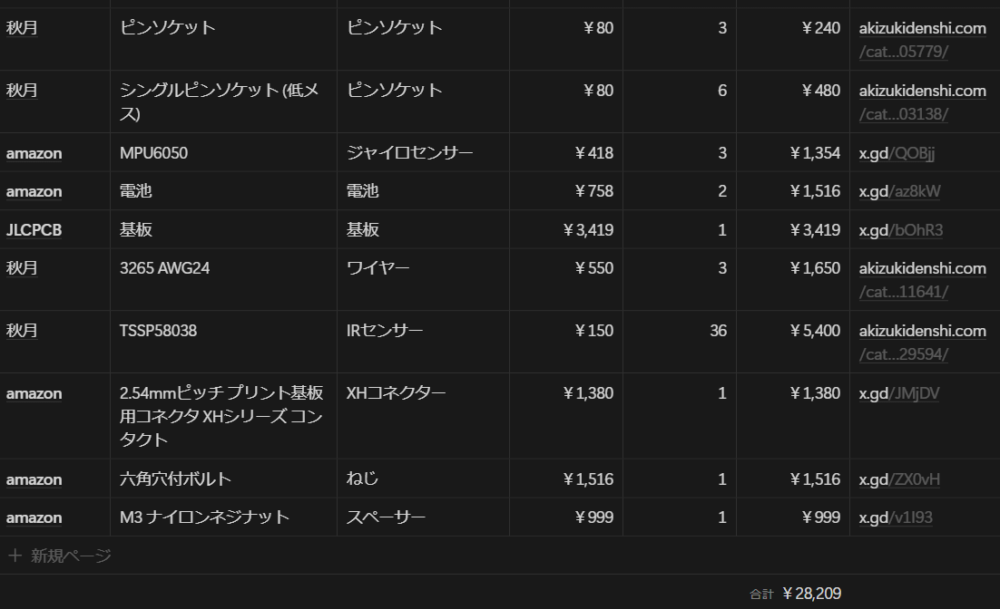 秋月 ピンソケット ピンソケット ¥80 3 ¥240 akizukidenshi.com
/cat...05779/
秋月 シングルピンソケット (低メ ピンソケット ¥80 6 ¥480 akizukidenshi.com
ス) /cat...03138/
amazon MPU6050 ジャイロセンサー ¥418 3 ¥1,354 x.gd/QOBjj
amazon 電池 電池 ¥758 2 ¥1,516 x.gd/az8kW
JLCPCB 基板 基板 ¥3,419 1 ¥3,419 x.gd/bOhR3
秋月 3265 AWG24 ワイヤー ¥550 3 ¥1,650 akizukidenshi.com
/cat...11641/
秋月 TSSP58038 IRセンサー ¥150 36 ¥5,400 akizukidenshi.com
/cat...29594/
amazon 2.54mmピッチ プリント基板 XHコネクター ¥1,380 1 ¥1,380 x.gd/JMjDV
用コネクタ XHシリーズ コン
タクト
amazon 六角穴付ボルト ねじ ¥1,516 1 ¥1,516 x.gd/ZX0vH
amazon M3 ナイロンネジナット スペーサー ¥999 1 ¥999 x.gd/v1I93
+ 新規ページ
合計 ¥28,209